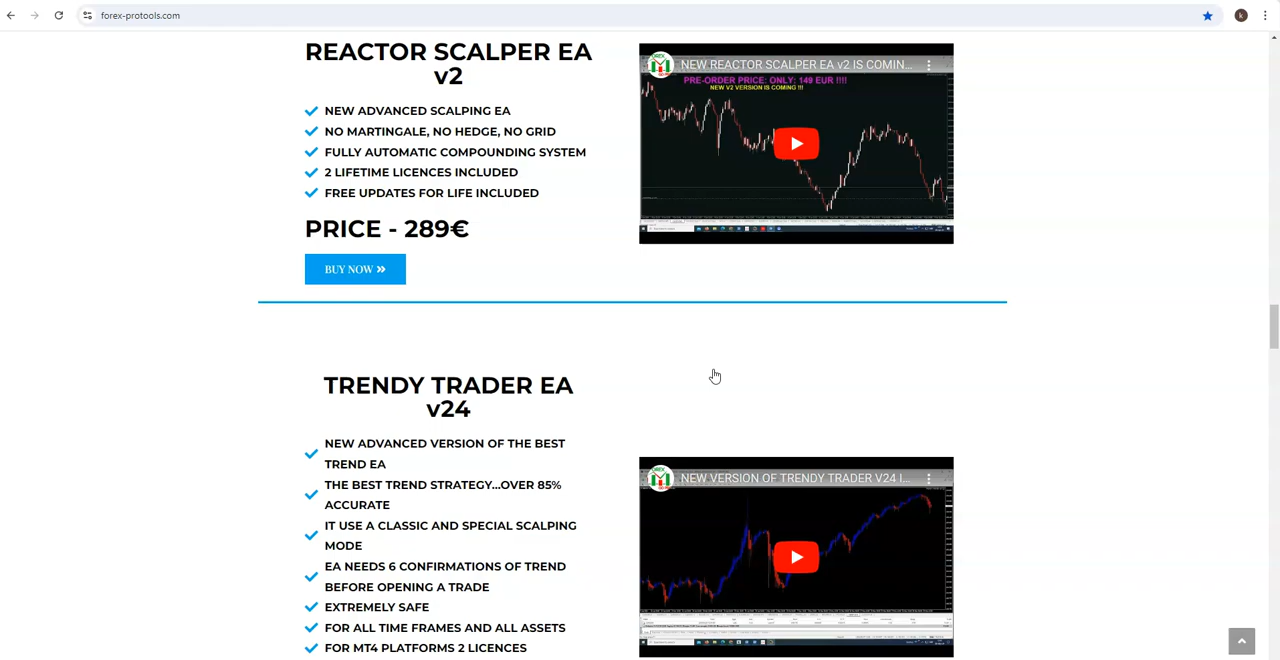 forex-protools.com
k
REACTOR SCALPER EA
v2
NEW ADVANCED SCALPING EA
NO MARTINGALE, NO HEDGE, NO GRID
FULLY AUTOMATIC COMPOUNDING SYSTEM
2 LIFETIME LICENCES INCLUDED
FREE UPDATES FOR LIFE INCLUDED
PRICE - 289€
BUY NOW
NEW REACTOR SCALPER EA v2 IS COMIN...
PRE-ORDER PRICE: ONLY: 149 EUR !!!!
NEW V2 VERSION IS COMING !!!
TRENDY TRADER EA
v24
NEW ADVANCED VERSION OF THE BEST
TREND EA
THE BEST TREND STRATEGY...OVER 85%
ACCURATE
IT USE A CLASSIC AND SPECIAL SCALPING
MODE
EA NEEDS 6 CONFIRMATIONS OF TREND
BEFORE OPENING A TRADE
EXTREMELY SAFE
FOR ALL TIME FRAMES AND ALL ASSETS
FOR MT4 PLATFORMS 2 LICENCES
NEW VERSION OF TRENDY TRADER V24 I...